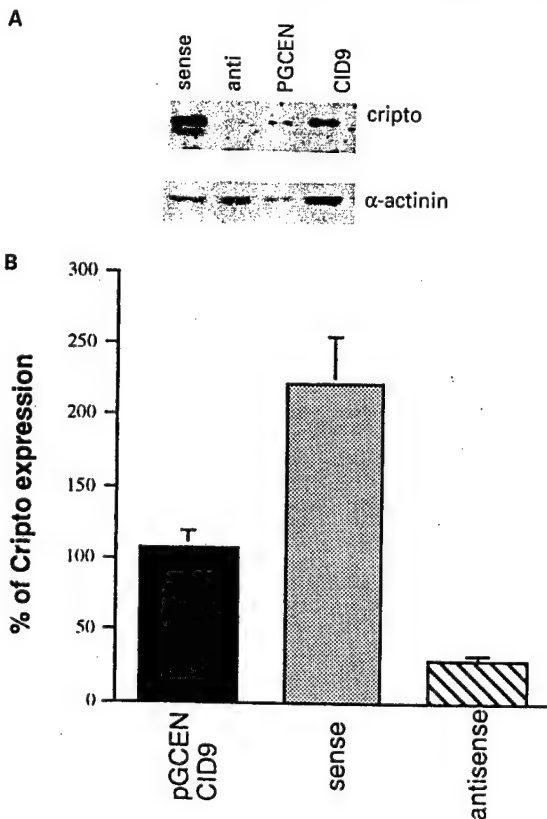 A
sense
anti
PGCEN
CID9
cripto
α-actinin
B
% of Cripto expression
300
250
200
150
100
50
0
pGCEN
CID9
sense
antisense